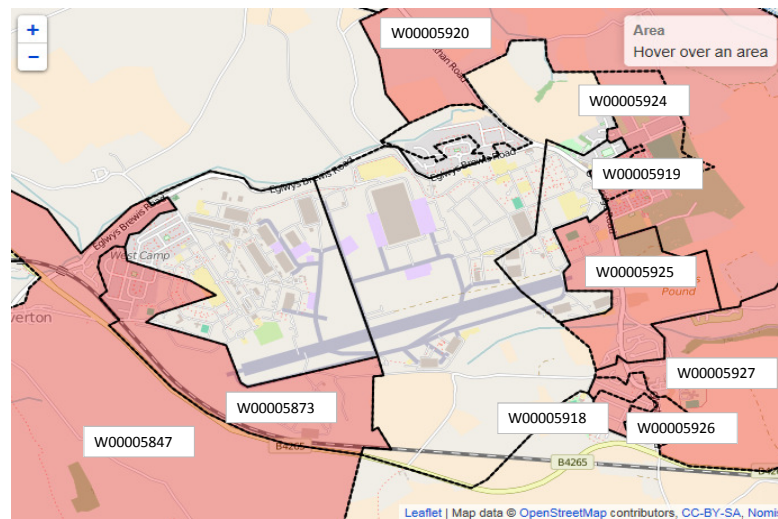 +
−
W00005920
Area
Hover over an area
W00005924
Eglwys Brewis Road
Eglwys Brewis Road
W00005919
Eglwys Brewis Road
West Camp
W00005925
Pound
verton
W00005927
W00005873
W00005918
W00005926
W00005847
B4265
B4265
Leaflet | Map data © OpenStreetMap contributors, CC-BY-SA, Nomis